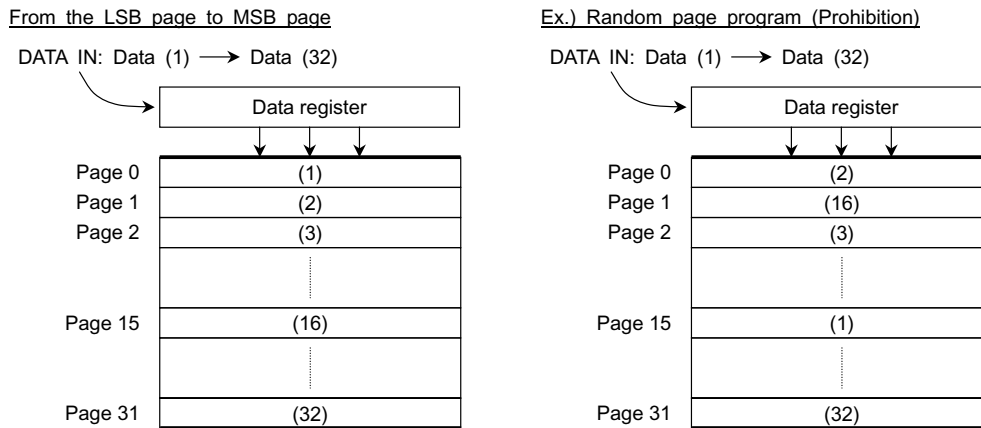 From the LSB page to MSB page
DATA IN: Data (1) Data (32)
Data register
Page 0 (1)
Page 1 (2)
Page 2 (3)
Page 15 (16)
Page 31 (32)
Ex.) Random page program (Prohibition)
DATA IN: Data (1) Data (32)
Data register
Page 0 (2)
Page 1 (16)
Page 2 (3)
Page 15 (1)
Page 31 (32)